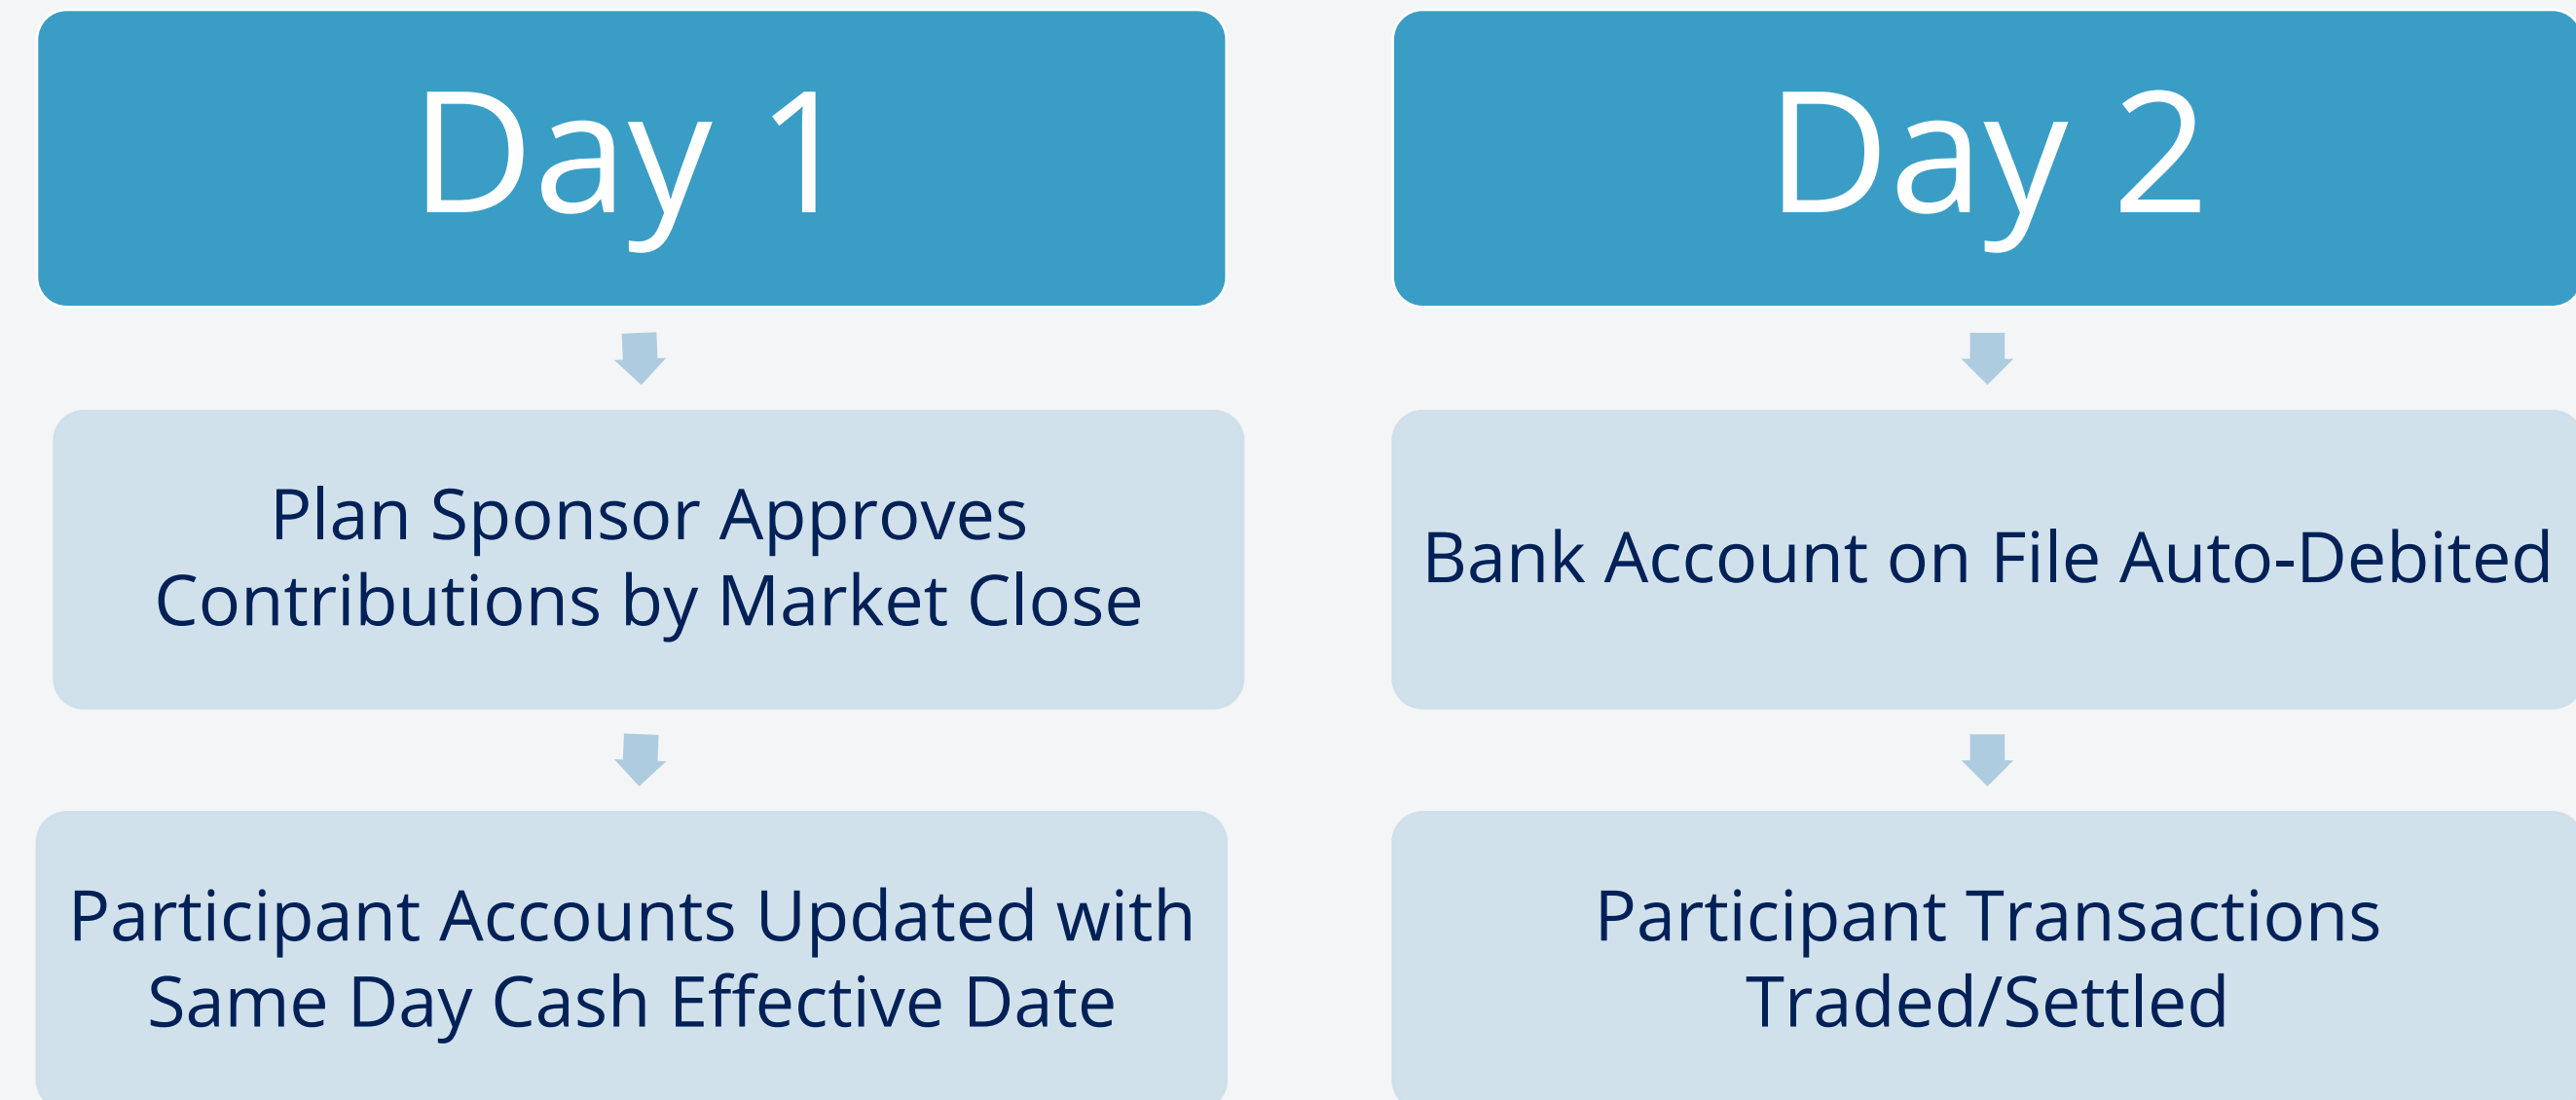 Day 1
Plan Sponsor Approves
Contributions by Market Close
Participant Accounts Updated with
Same Day Cash Effective Date
Day 2
Bank Account on File Auto-Debited
Participant Transactions
Traded/Settled